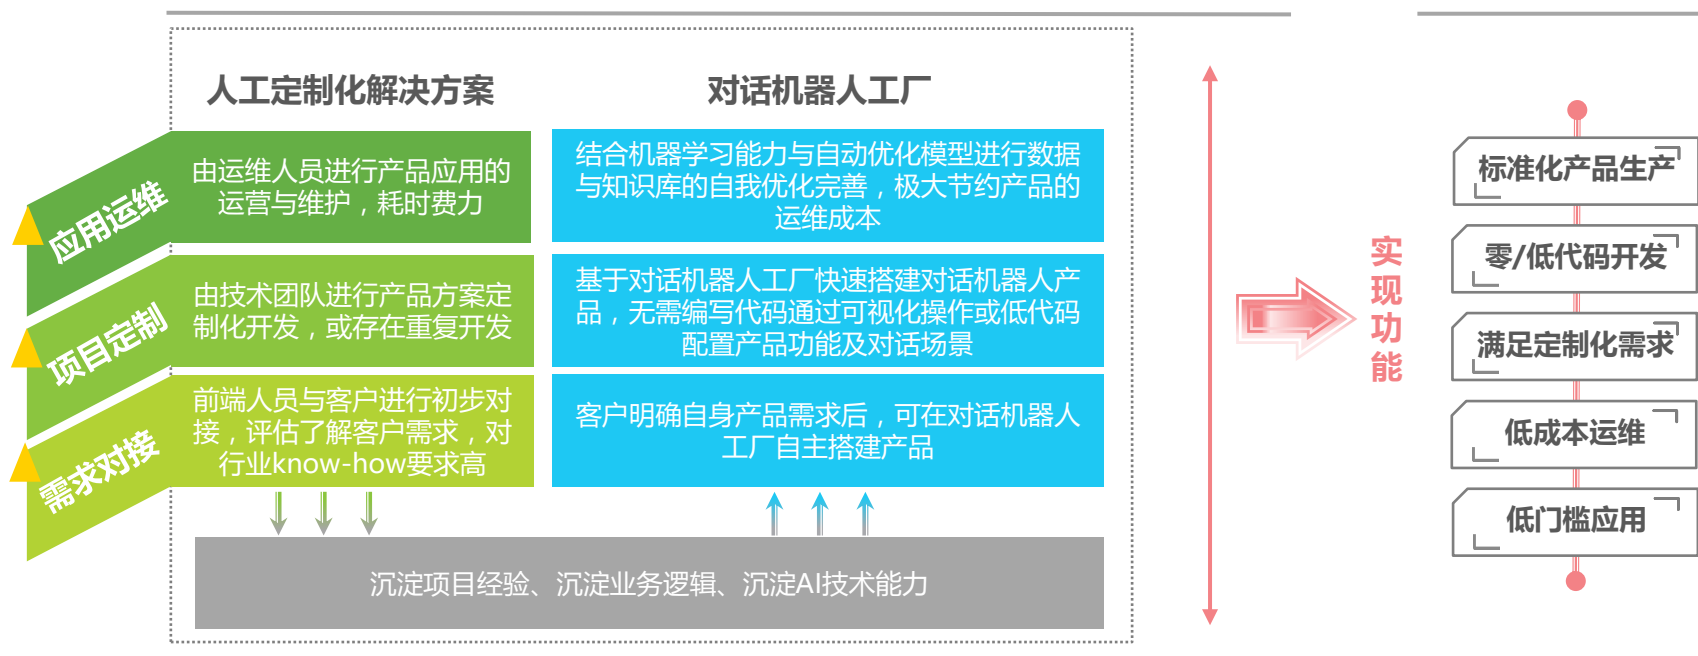 人工定制化解决方案
对话机器人工厂
应用运维
由运维人员进行产品应用的
运营与维护，耗时费力
结合机器学习能力与自动优化模型进行数据
与知识库的自我优化完善，极大节约产品的
运维成本
项目定制
由技术团队进行产品方案定
制化开发，或存在重复开发
基于对话机器人工厂快速搭建对话机器人产
品，无需编写代码通过可视化操作或低代码
配置产品功能及对话场景
需求对接
前端人员与客户进行初步对
接，评估了解客户需求，对
行业know-how要求高
客户明确自身产品需求后，可在对话机器人
工厂自主搭建产品
沉淀项目经验、沉淀业务逻辑、沉淀AI技术能力
实现功能
标准化产品生产
零/低代码开发
满足定制化需求
低成本运维
低门槛应用